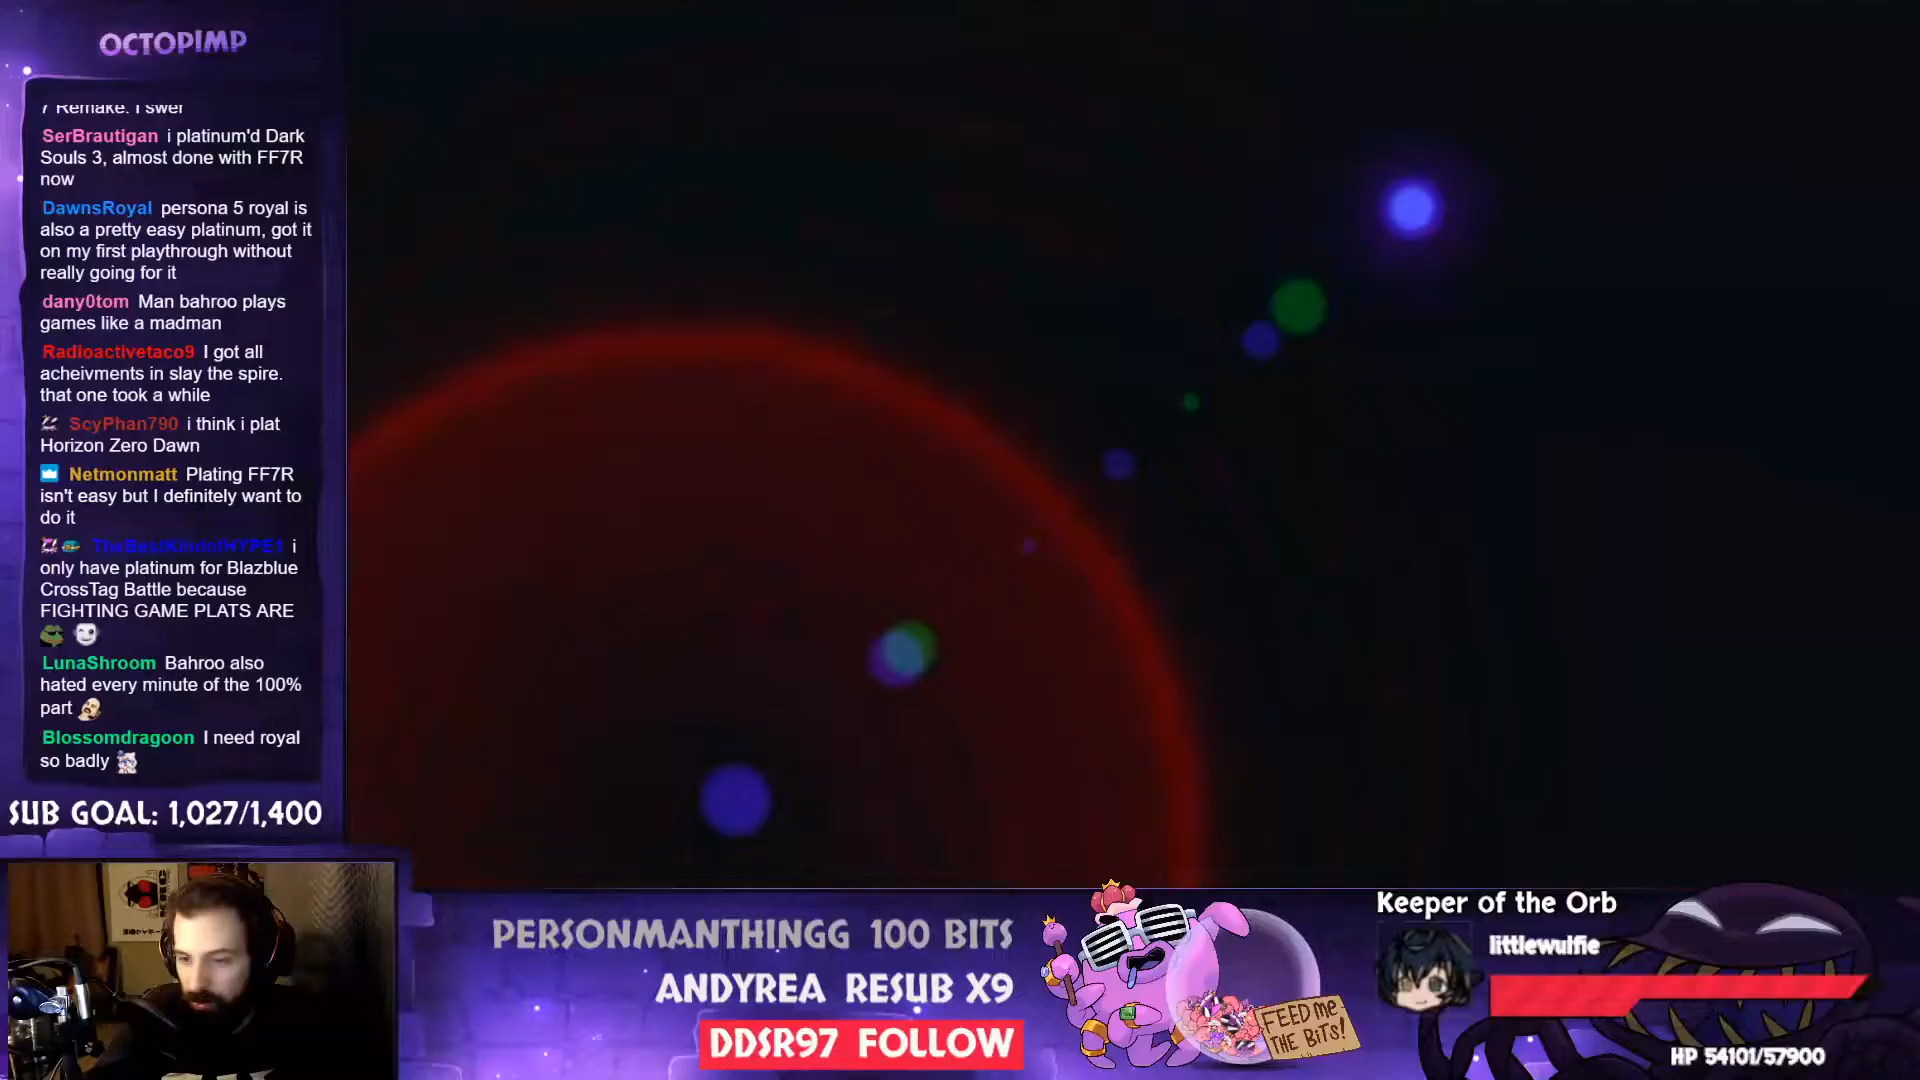 OCTOPIMP
7 Remake. I swer
SerBrautigan i platinum'd Dark
Souls 3, almost done with FF7R
now
DawnsRoyal persona 5 royal is
also a pretty easy platinum, got it
on my first playthrough without
really going for it
dany0tom Man bahroo plays
games like a madman
Radioactivetaco9 I got all
acheivments in slay the spire.
that one took a while
ScyPhan790 i think i plat
Horizon Zero Dawn
Netmonmatt Plating FF7R
isn't easy but I definitely want to
do it
TheBestKindofHYPE1 i
only have platinum for Blazblue
CrossTag Battle because
FIGHTING GAME PLATS ARE
LunaShroom Bahroo also
hated every minute of the 100%
part
Blossomdragoon I need royal
so badly
SUB GOAL: 1,027/1,400
PERSONMANTHINGG 100 BITS
ANDYREA RESUB X9
DDSR97 FOLLOW
FEED ME
THE BITS!
Keeper of the Orb
littlewulfie
HP 54101/57900